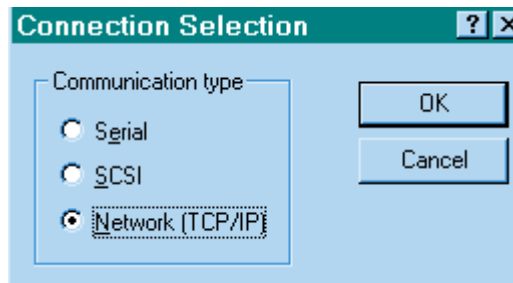 Connection Selection
Communication type
Serial
SCSI
Network (TCP/IP)
OK
Cancel